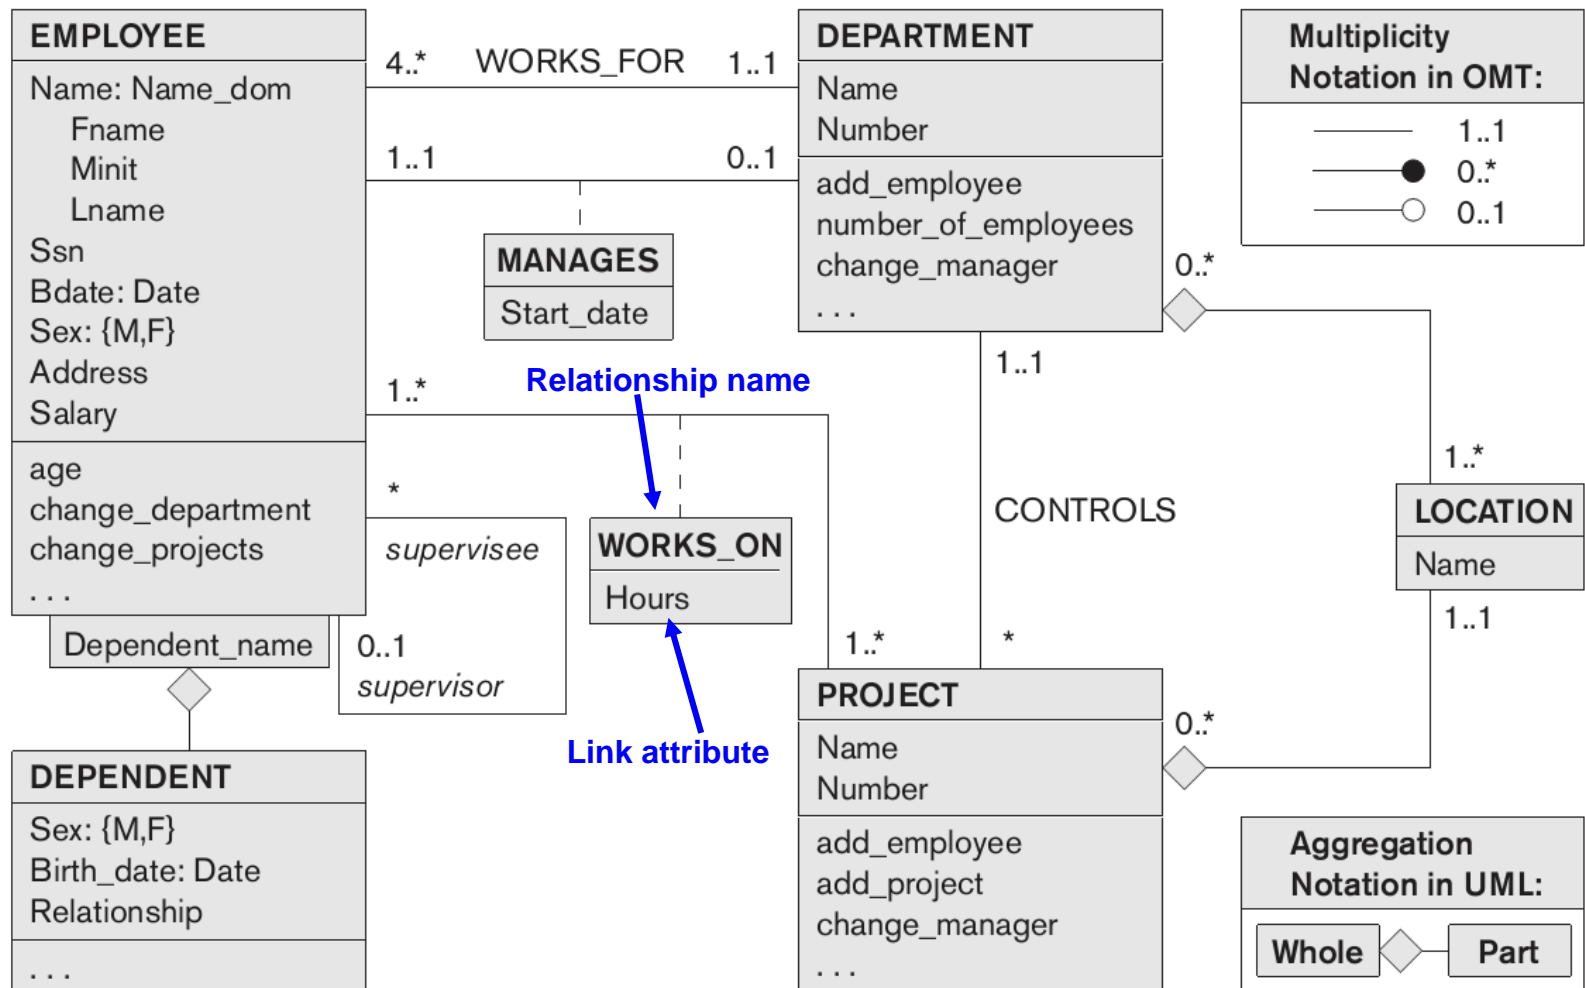 EMPLOYEE
Name: Name_dom
Fname
Minit
Lname
Ssn
Bdate: Date
Sex: {M,F}
Address
Salary
age
change_department
change_projects
. . .
Dependent_name
DEPENDENT
Sex: {M,F}
Birth_date: Date
Relationship
. . .
4..*
WORKS_FOR
1..1
1..1
0..1
MANAGES
Start_date
Relationship name
1..*
*
supervisee
0..1
supervisor
WORKS_ON
Hours
Link attribute
1..*
DEPARTMENT
Name
Number
add_employee
number_of_employees
change_manager
. . .
0..*
1..1
CONTROLS
*
1..*
LOCATION
Name
1..1
PROJECT
Name
Number
add_employee
add_project
change_manager
. . .
0..*
Multiplicity
Notation in OMT:
1..1
0..*
0..1
Aggregation
Notation in UML:
Whole
Part